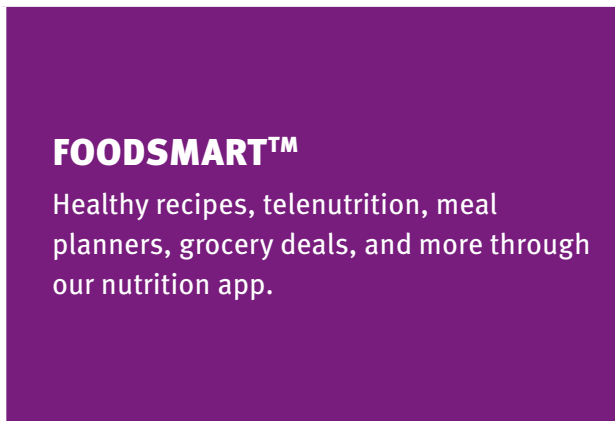 FOODSMART™
Healthy recipes, telenutrition, meal
planners, grocery deals, and more through
our nutrition app.